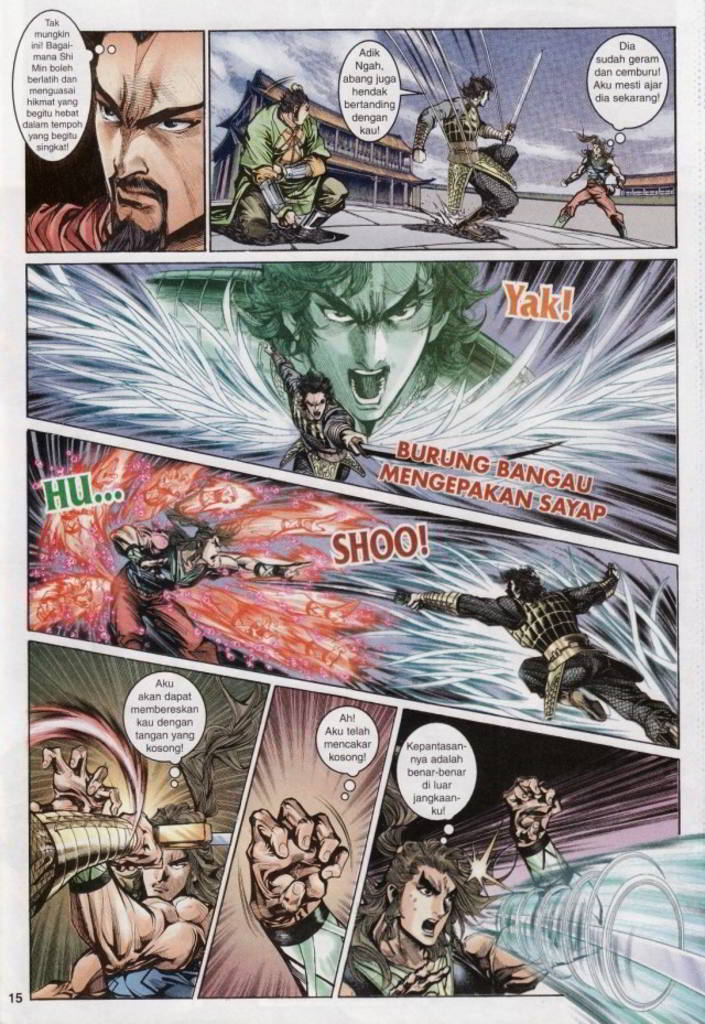 Tak
mungkin
ini! Bagai-
mana Shi
Min boleh
berlatih dan
menguasai
hikmat yang
begitu hebat
dalam tempoh
yang begitu
singkat!
Adik
Ngah,
abang juga
hendak
bertanding
dengan
kau!
Dia
sudah geram
dan cemburu!
Aku mesti ajar
dia sekarang!
Yak!
BURUNG BANGAU
MENGEPAKAN SAYAP
HU...
SHOO!
Aku
akan dapat
membereskan
kau dengan
tangan yang
kosong!
Ah!
Aku telah
mencakar
kosong!
Kepantasan-
nya adalah
benar-benar
di luar
jangkaan-
ku!
15